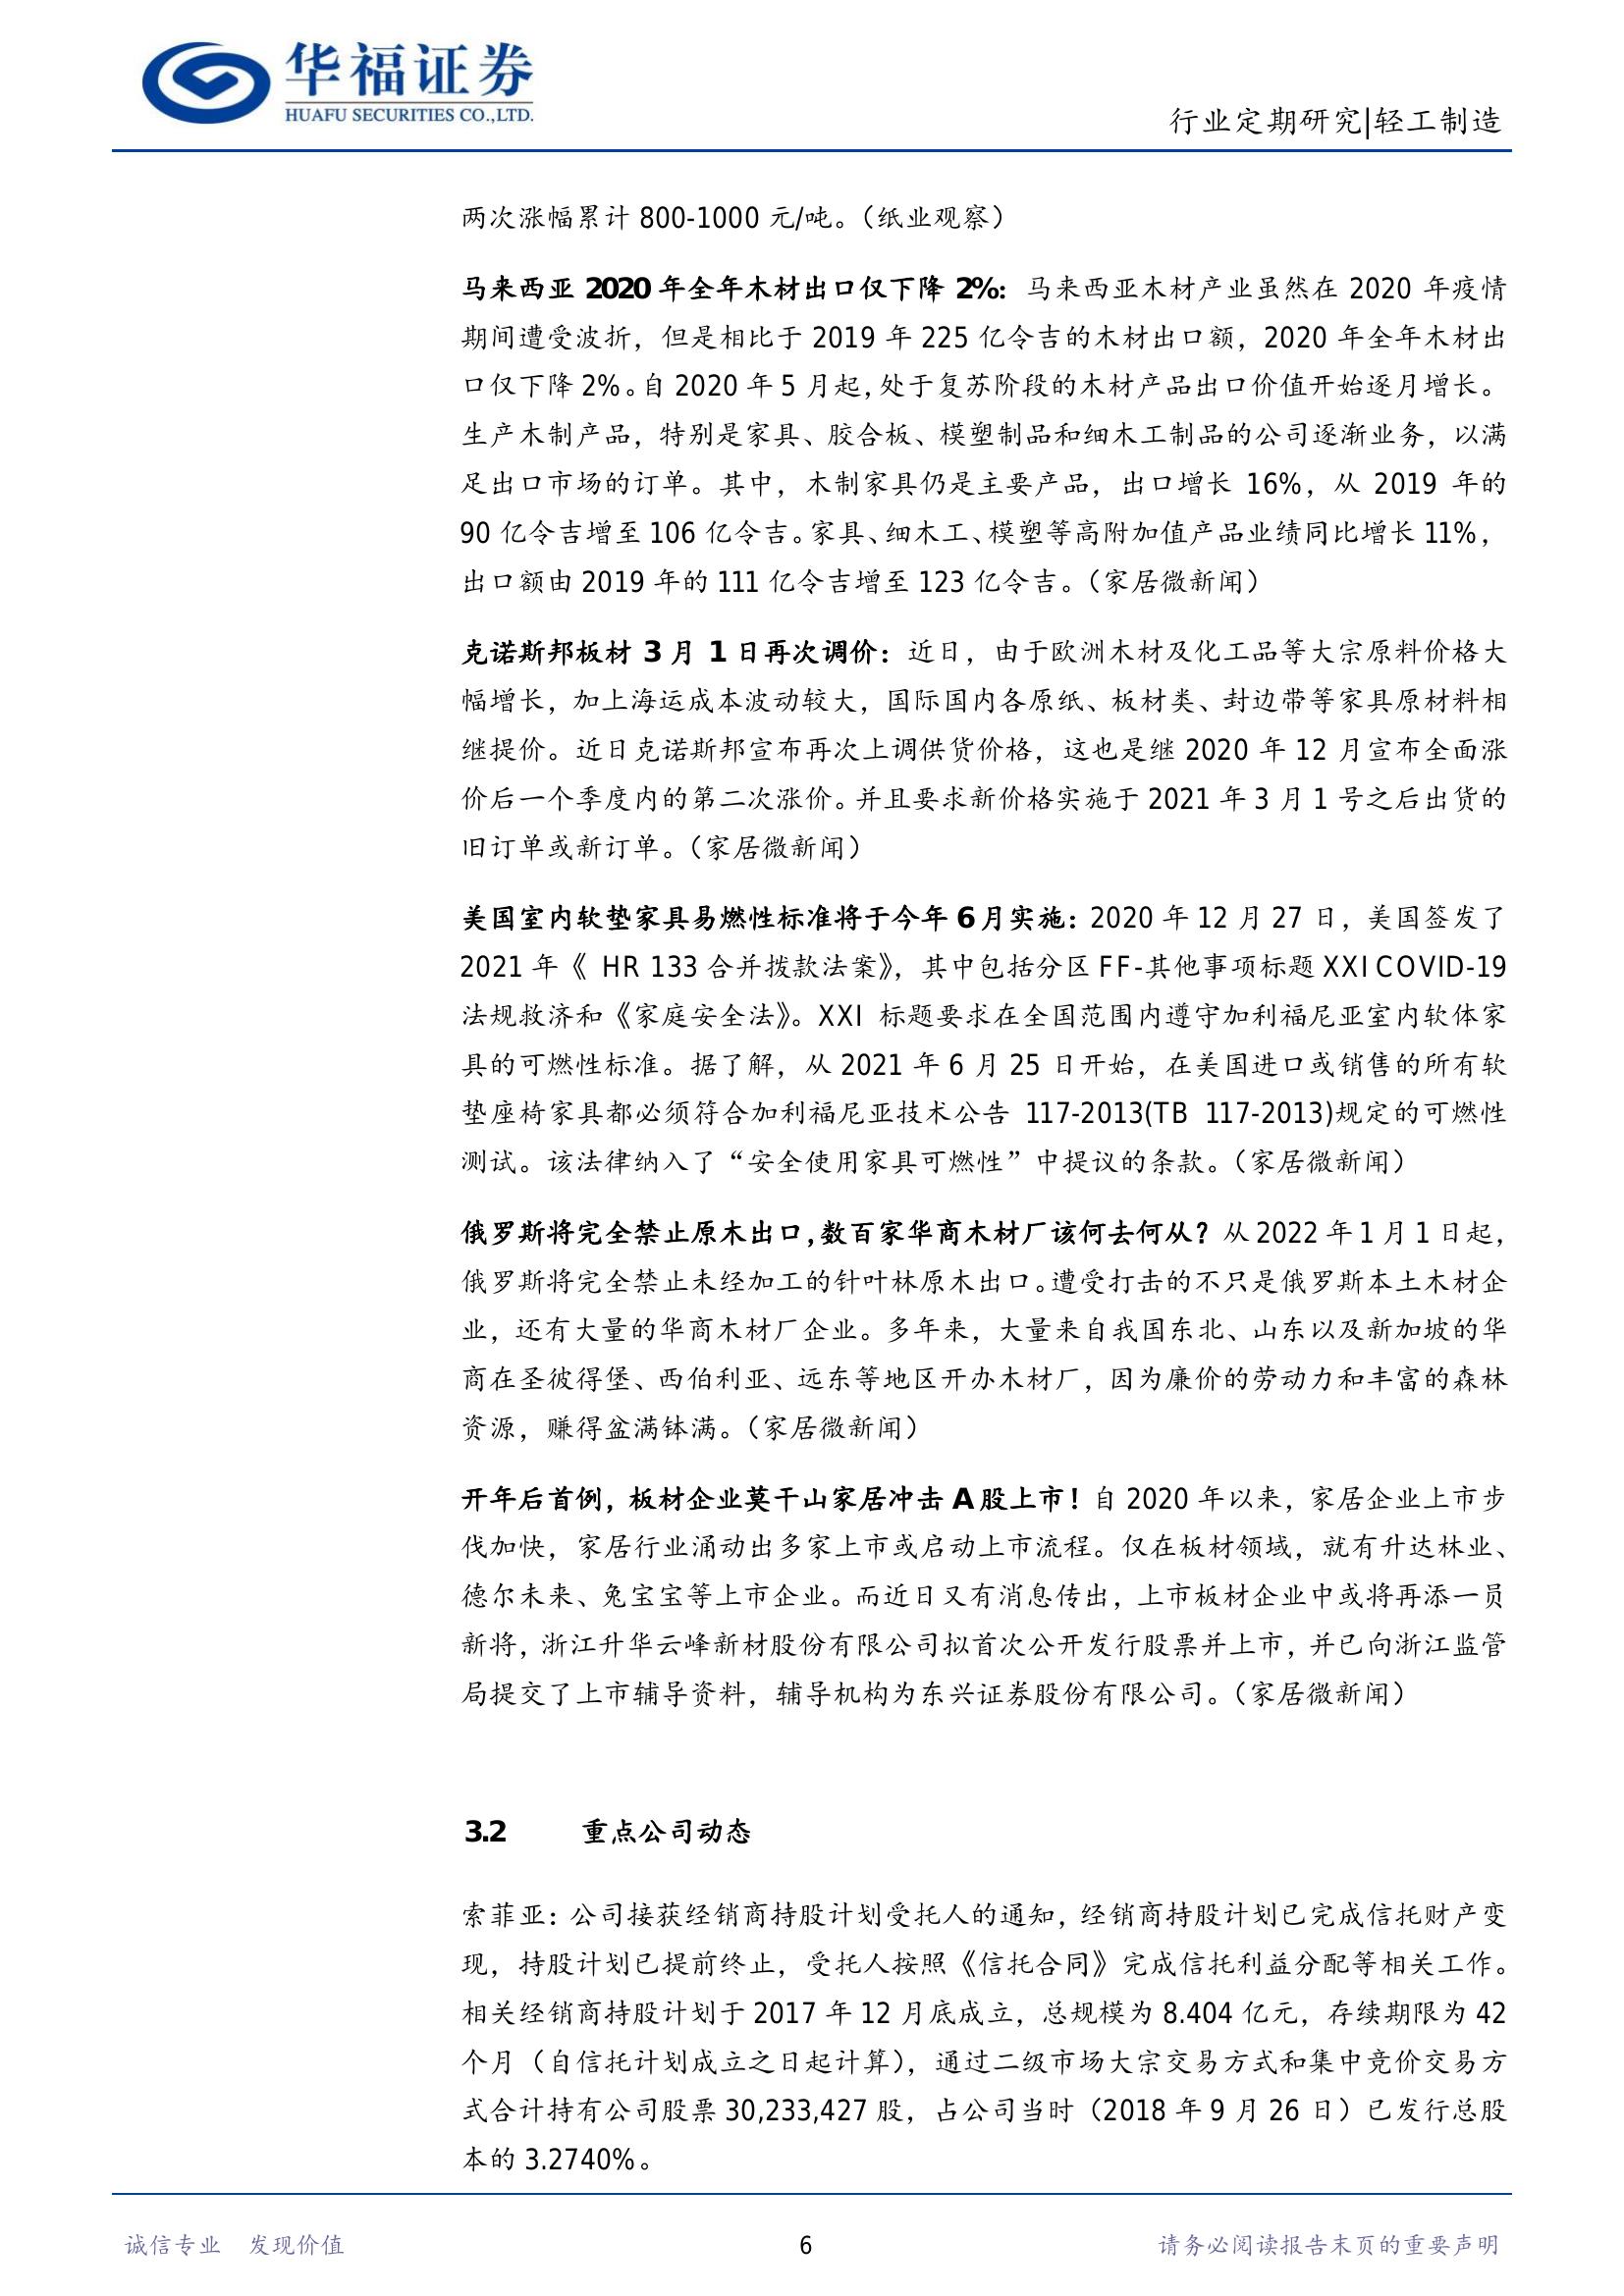 华福证券
HUAFU SECURITIES CO.,LTD.
行业定期研究|轻工制造
两次涨幅累计 800-1000 元/吨。（纸业观察）
马来西亚 2020 年全年木材出口仅下降 2%：马来西亚木材产业虽然在 2020 年疫情
期间遭受波折，但是相比于 2019 年 225 亿令吉的木材出口额，2020 年全年木材出
口仅下降 2%。自 2020 年 5 月起，处于复苏阶段的木材产品出口价值开始逐月增长。
生产木制产品，特别是家具、胶合板、模塑制品和细木工制品的公司逐渐业务，以满
足出口市场的订单。其中，木制家具仍是主要产品，出口增长 16%，从 2019 年的
90 亿令吉增至 106 亿令吉。家具、细木工、模塑等高附加值产品业绩同比增长 11%，
出口额由 2019 年的 111 亿令吉增至 123 亿令吉。（家居微新闻）
克诺斯邦板材 3 月 1 日再次调价：近日，由于欧洲木材及化工品等大宗原料价格大
幅增长，加上海运成本波动较大，国际国内各原纸、板材类、封边带等家具原材料相
继提价。近日克诺斯邦宣布再次上调供货价格，这也是继 2020 年 12 月宣布全面涨
价后一个季度内的第二次涨价。并且要求新价格实施于 2021 年 3 月 1 号之后出货的
旧订单或新订单。（家居微新闻）
美国室内软垫家具易燃性标准将于今年 6 月实施：2020 年 12 月 27 日，美国签发了
2021 年《 HR 133 合并拨款法案》，其中包括分区 FF-其他事项标题 XXI COVID-19
法规救济和《家庭安全法》。XXI 标题要求在全国范围内遵守加利福尼亚室内软体家
具的可燃性标准。据了解，从 2021 年 6 月 25 日开始，在美国进口或销售的所有软
垫座椅家具都必须符合加利福尼亚技术公告 117-2013(TB 117-2013)规定的可燃性
测试。该法律纳入了“安全使用家具可燃性”中提议的条款。（家居微新闻）
俄罗斯将完全禁止原木出口，数百家华商木材厂该何去何从？从 2022 年 1 月 1 日起，
俄罗斯将完全禁止未经加工的针叶林原木出口。遭受打击的不只是俄罗斯本土木材企
业，还有大量的华商木材厂企业。多年来，大量来自我国东北、山东以及新加坡的华
商在圣彼得堡、西伯利亚、远东等地区开办木材厂，因为廉价的劳动力和丰富的森林
资源，赚得盆满钵满。（家居微新闻）
开年后首例，板材企业莫干山家居冲击 A 股上市！自 2020 年以来，家居企业上市步
伐加快，家居行业涌动出多家上市或启动上市流程。仅在板材领域，就有升达林业、
德尔未来、兔宝宝等上市企业。而近日又有消息传出，上市板材企业中或将再添一员
新将，浙江升华云峰新材股份有限公司拟首次公开发行股票并上市，并已向浙江监管
局提交了上市辅导资料，辅导机构为东兴证券股份有限公司。（家居微新闻）
3.2 重点公司动态
索菲亚：公司接获经销商持股计划受托人的通知，经销商持股计划已完成信托财产变
现，持股计划已提前终止，受托人按照《信托合同》完成信托利益分配等相关工作。
相关经销商持股计划于 2017 年 12 月底成立，总规模为 8.404 亿元，存续期限为 42
个月（自信托计划成立之日起计算），通过二级市场大宗交易方式和集中竞价交易方
式合计持有公司股票 30,233,427 股，占公司当时（2018 年 9 月 26 日）已发行总股
本的 3.2740%。
诚信专业 发现价值 6 请务必阅读报告末页的重要声明